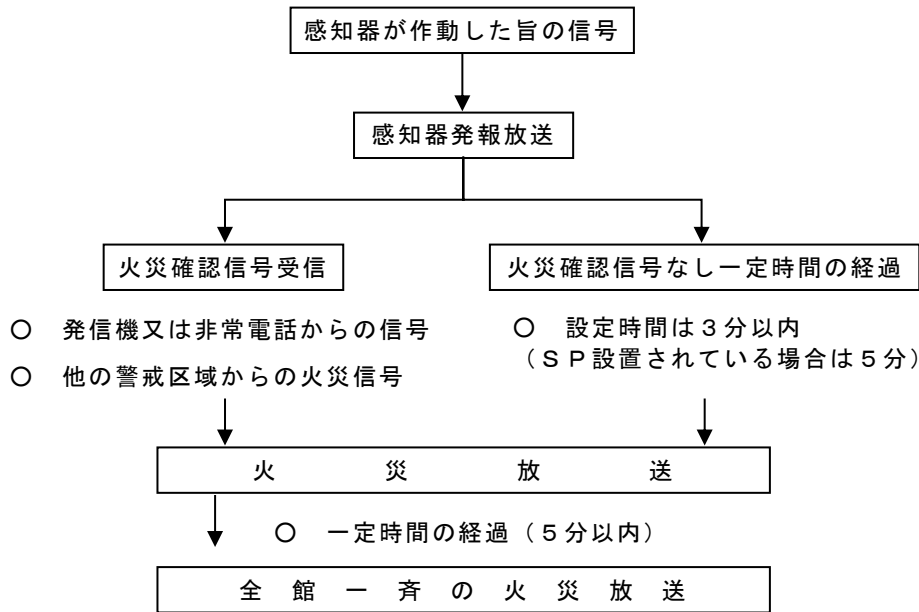 感知器が作動した旨の信号
感知器発報放送
火災確認信号受信
火災確認信号なし一定時間の経過
○　発信機又は非常電話からの信号
○　他の警戒区域からの火災信号
○　設定時間は３分以内
（ＳＰ設置されている場合は５分）
火　災　放　送
○　一定時間の経過（５分以内）
全館一斉の火災放送